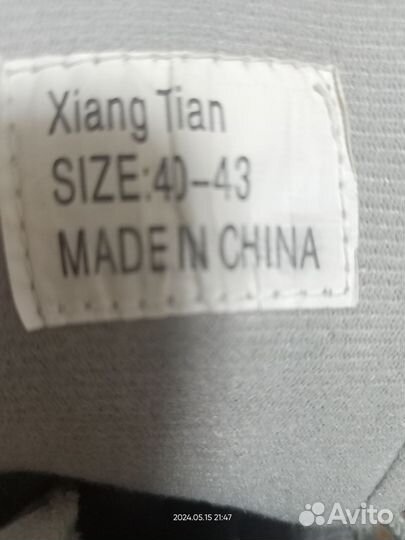 Xiang Tian
SIZE:40-43
MADE IN CHINA
2024.05.15 21:47
Avito